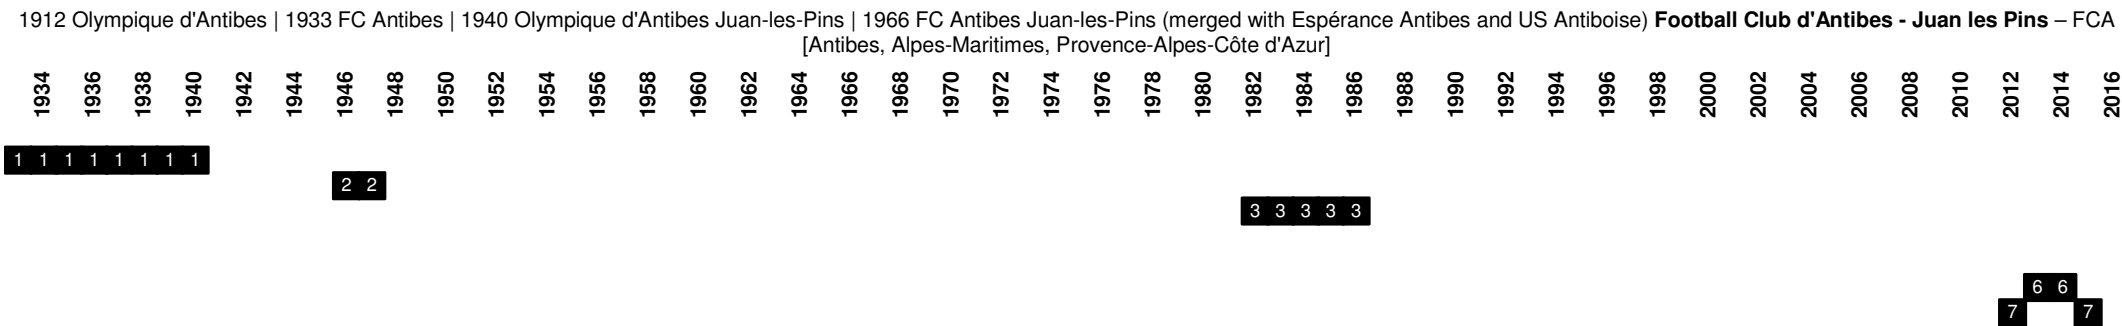 1912 Olympique d'Antibes | 1933 FC Antibes | 1940 Olympique d'Antibes Juan-les-Pins | 1966 FC Antibes Juan-les-Pins (merged with Espérance Antibes and US Antiboise) Football Club d'Antibes - Juan les Pins – FCA
[Antibes, Alpes-Maritimes, Provence-Alpes-Côte d'Azur]
1934 1936 1938 1940 1942 1944 1946 1948 1950 1952 1954 1956 1958 1960 1962 1964 1966 1968 1970 1972 1974 1976 1978 1980 1982 1984 1986 1988 1990 1992 1994 1996 1998 2000 2002 2004 2006 2008 2010 2012 2014 2016
1 1 1 1 1 1 1 1
2 2
3 3 3 3 3
6 6
7 7